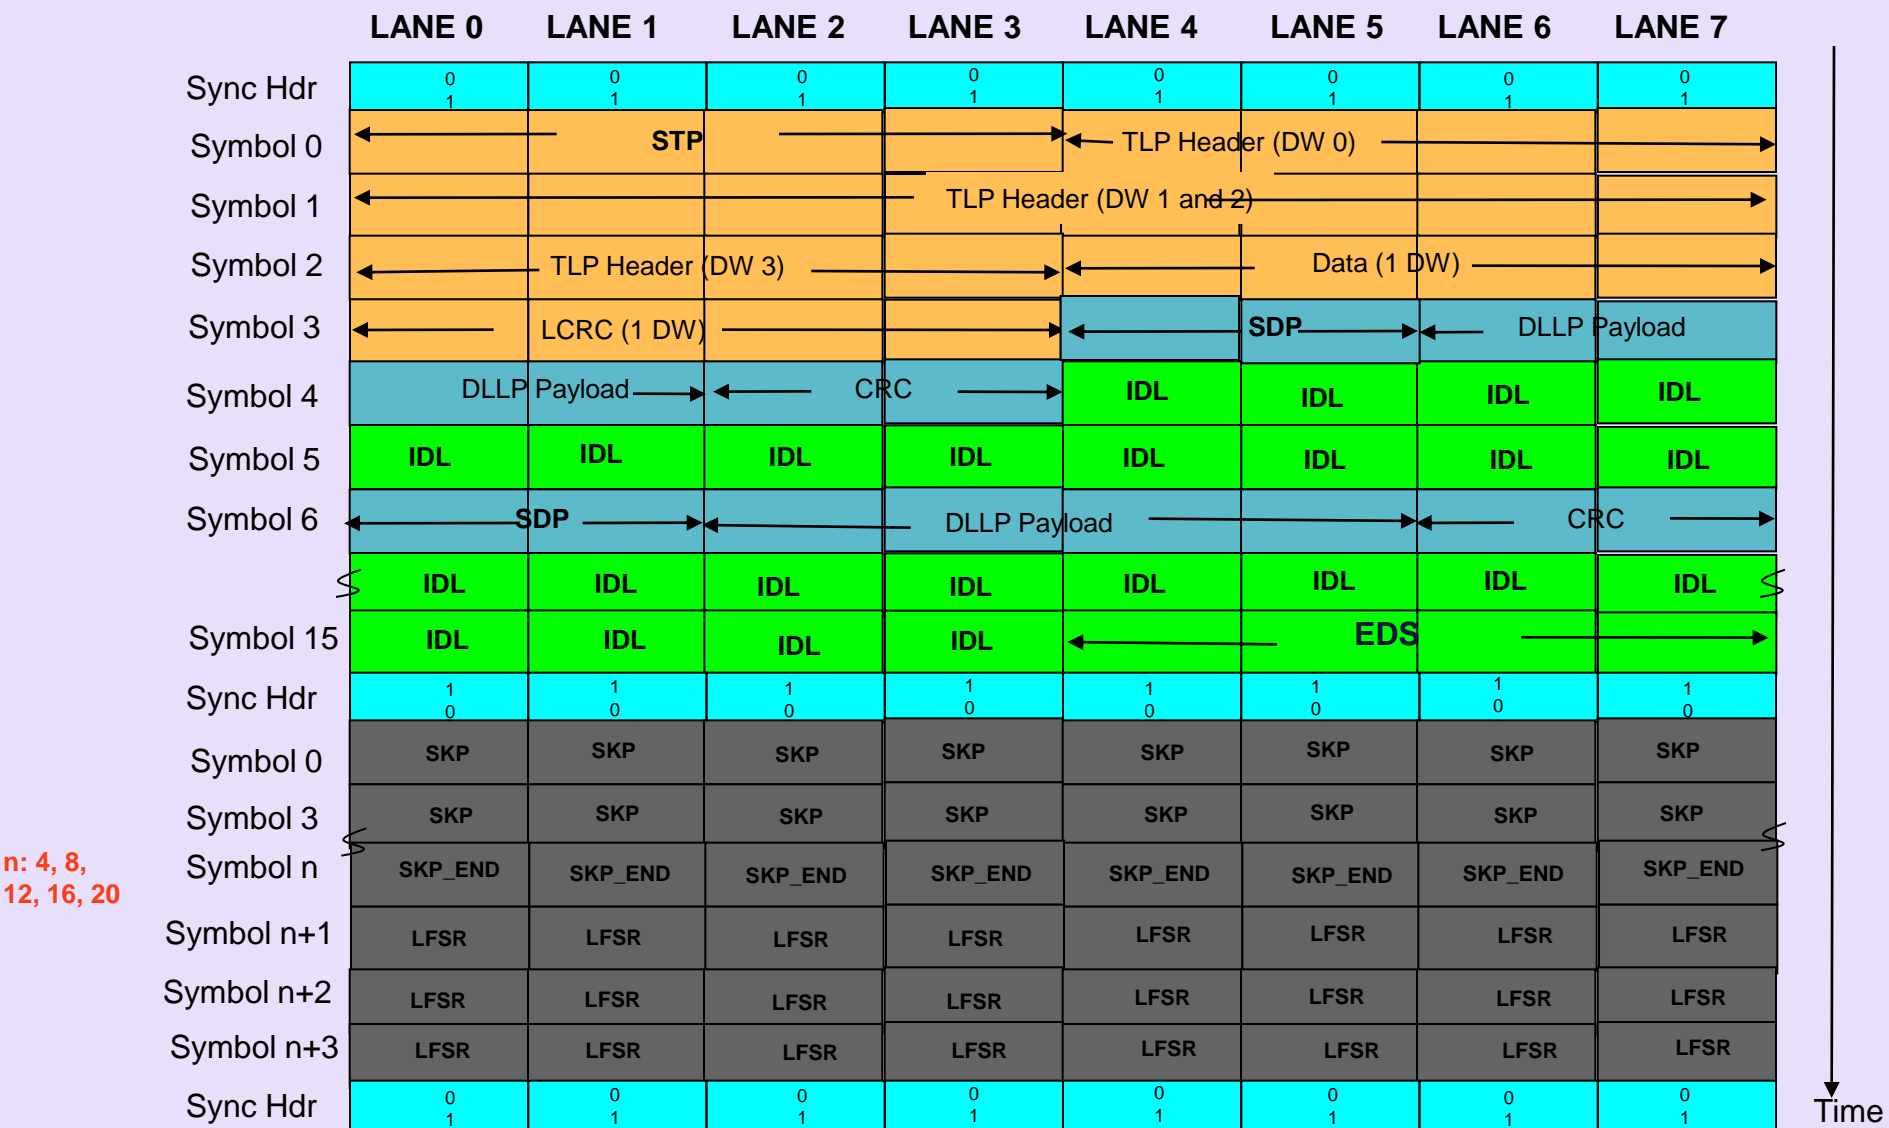 LANE 0 LANE 1 LANE 2 LANE 3 LANE 4 LANE 5 LANE 6 LANE 7
Sync Hdr 0 0 0 0 0 0 0 0
1 1 1 1 1 1 1 1
Symbol 0 STP TLP Header (DW 0)
Symbol 1 TLP Header (DW 1 and 2)
Symbol 2 TLP Header (DW 3) Data (1 DW)
Symbol 3 LCRC (1 DW) SDP DLLP Payload
Symbol 4 DLLP Payload CRC IDL IDL IDL IDL
Symbol 5 IDL IDL IDL IDL IDL IDL IDL IDL
Symbol 6 SDP DLLP Payload CRC
IDL IDL IDL IDL IDL IDL IDL IDL
Symbol 15 IDL IDL IDL IDL EDS
Sync Hdr 1 1 1 1 1 1 1 1
0 0 0 0 0 0 0 0
Symbol 0 SKP SKP SKP SKP SKP SKP SKP SKP
Symbol 3 SKP SKP SKP SKP SKP SKP SKP SKP
n: 4, 8,
12, 16, 20
Symbol n SKP_END SKP_END SKP_END SKP_END SKP_END SKP_END SKP_END SKP_END
Symbol n+1 LFSR LFSR LFSR LFSR LFSR LFSR LFSR LFSR
Symbol n+2 LFSR LFSR LFSR LFSR LFSR LFSR LFSR LFSR
Symbol n+3 LFSR LFSR LFSR LFSR LFSR LFSR LFSR LFSR
Sync Hdr 0 0 0 0 0 0 0 0
1 1 1 1 1 1 1 1
Time